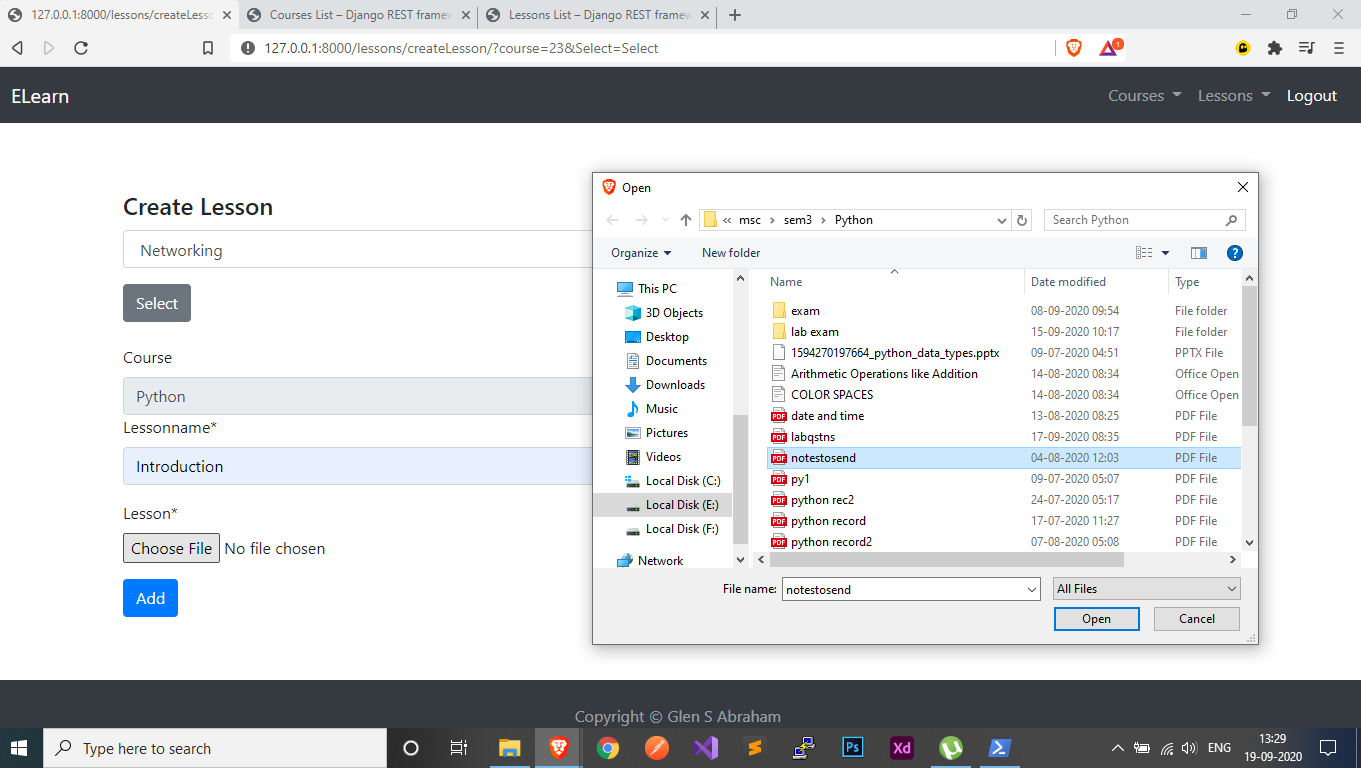 127.0.0.1:8000/lessons/createLesso
Courses List – Django REST framew
Lessons List – Django REST framew
127.0.0.1:8000/lessons/createLesson/?course=23&Select=Select
1
ELearn
Courses
Lessons
Logout
Create Lesson
Networking
Select
Course
Python
Lessonname*
Introduction
Lesson*
Choose File No file chosen
Add
Open
« msc › sem3 › Python
Search Python
Organize
New folder
This PC
3D Objects
Desktop
Documents
Downloads
Music
Pictures
Videos
Local Disk (C:)
Local Disk (E:)
Local Disk (F:)
Network
Name Date modified Type
exam 08-09-2020 09:54 File folder
lab exam 15-09-2020 10:17 File folder
1594270197664_python_data_types.pptx 09-07-2020 04:51 PPTX File
Arithmetic Operations like Addition 14-08-2020 08:34 Office Open
COLOR SPACES 14-08-2020 08:34 Office Open
PDF date and time 13-08-2020 08:25 PDF File
PDF labqstns 17-09-2020 08:35 PDF File
PDF notestosend 04-08-2020 12:03 PDF File
PDF py1 09-07-2020 05:07 PDF File
PDF python rec2 24-07-2020 05:17 PDF File
PDF python record 17-07-2020 11:27 PDF File
PDF python record2 07-08-2020 05:08 PDF File
File name: notestosend
All Files
Open
Cancel
Copyright © Glen S Abraham
Type here to search
Ps
Xd
ENG
13:29
19-09-2020